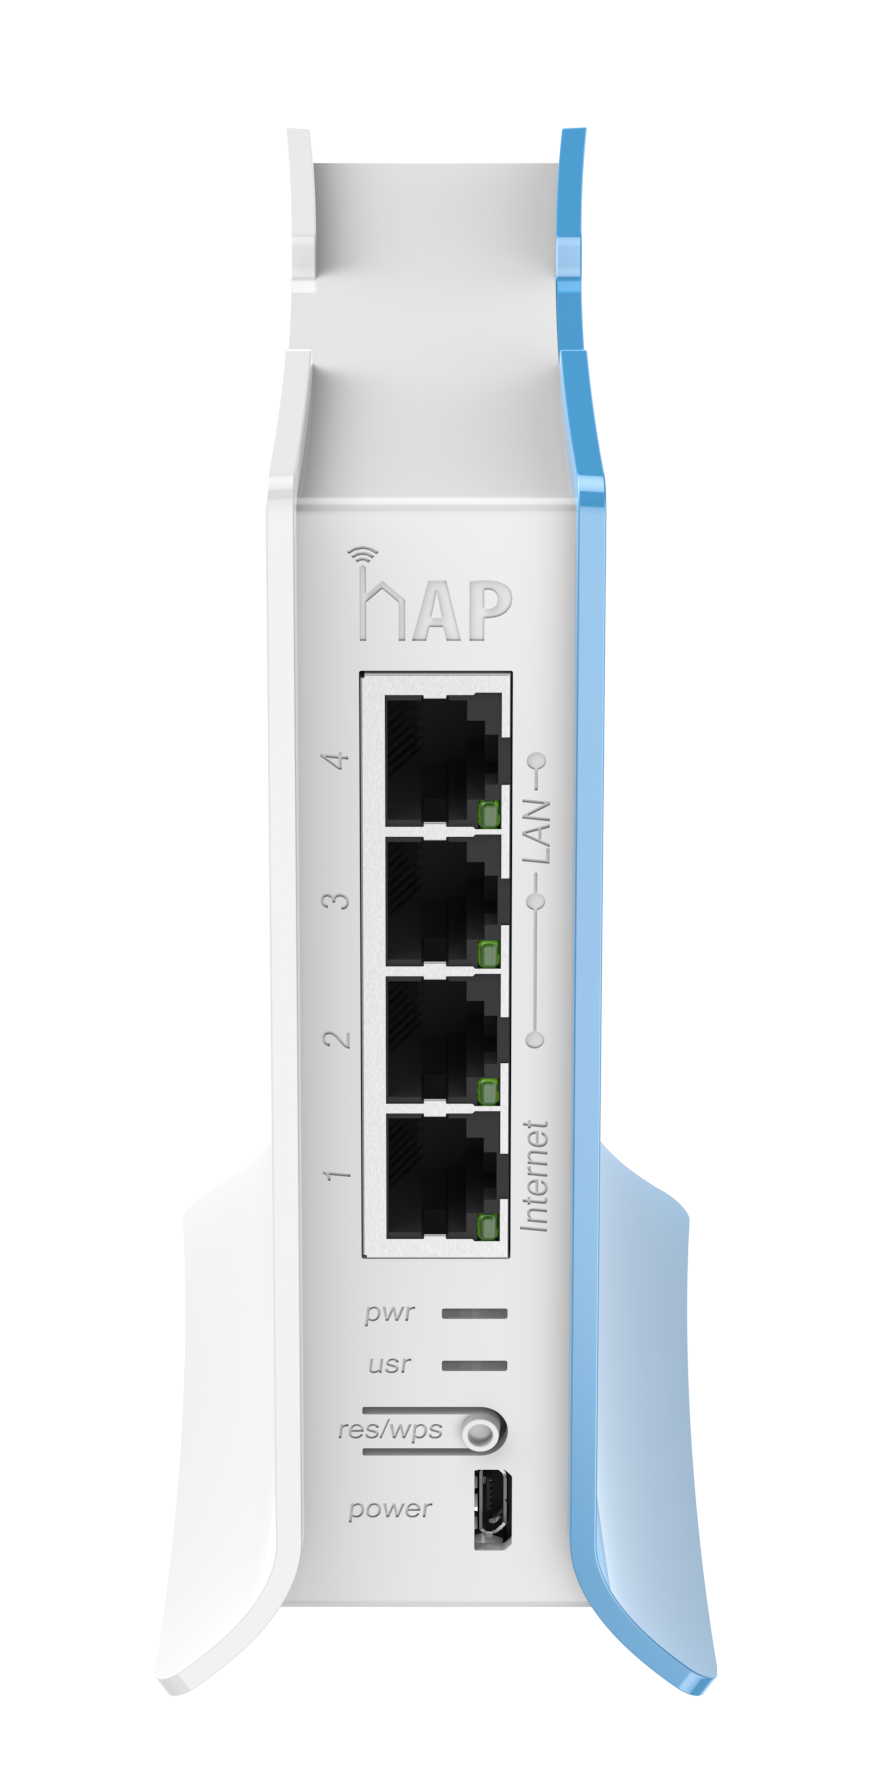 hAP
4
3
LAN
2
1
Internet
pwr
usr
res/wps
power